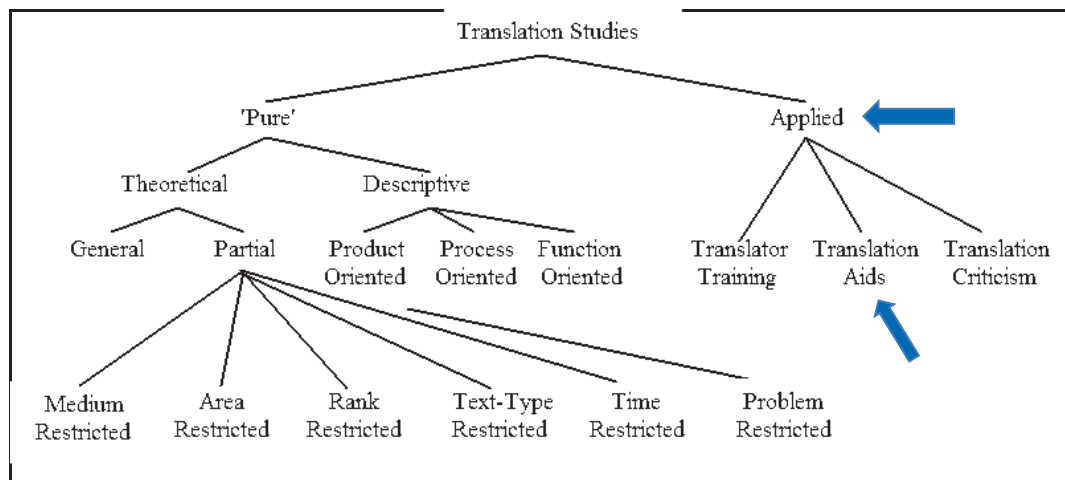 Translation Studies
'Pure'
Applied
Theoretical
Descriptive
General
Partial
Product
Oriented
Process
Oriented
Function
Oriented
Translator
Training
Translation
Aids
Translation
Criticism
Medium
Restricted
Area
Restricted
Rank
Restricted
Text-Type
Restricted
Time
Restricted
Problem
Restricted